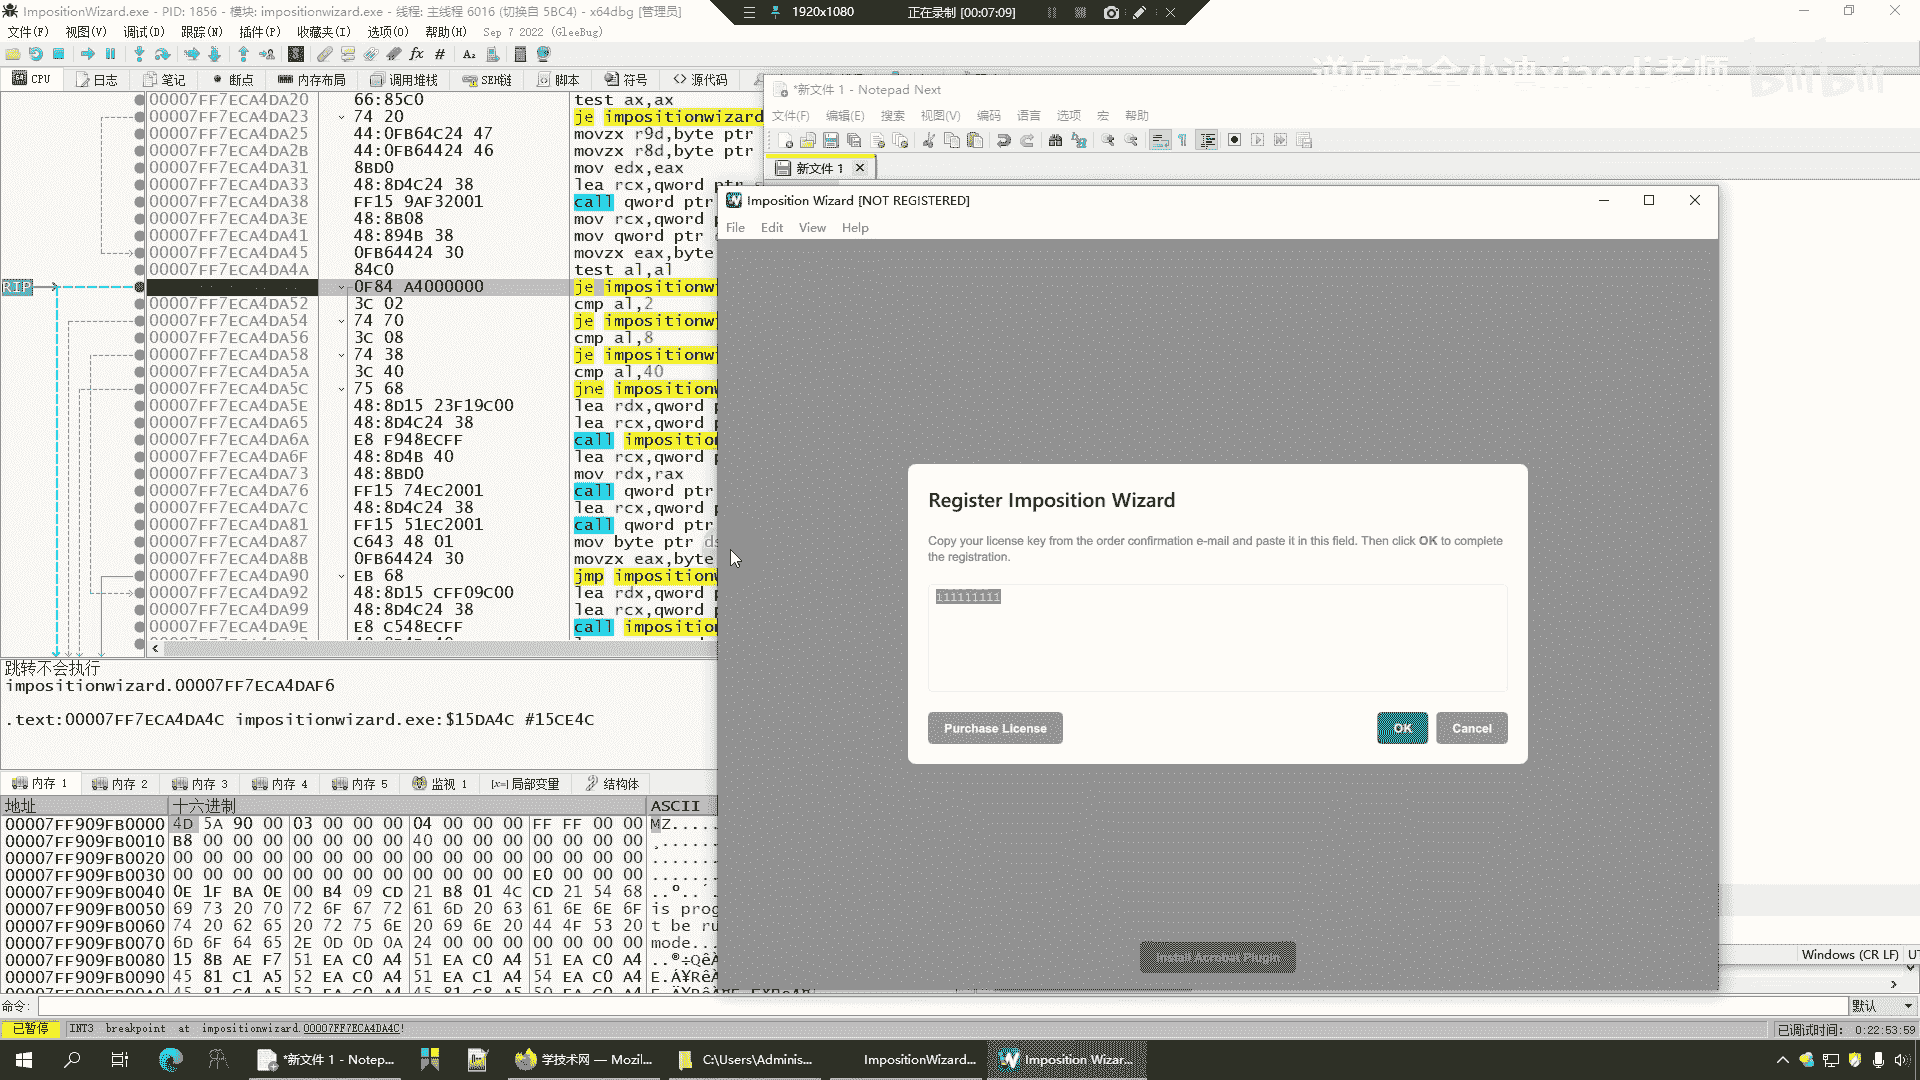 ImpositionWizard.exe - PID: 1856 - 模块: impositionwizard.exe - 线程: 主线程 6016 (切换自 5BC4) - x64dbg [管理员]
1920x1080 正在录制 [00:07:09]
文件(F) 视图(V) 调试(D) 跟踪(N) 插件(P) 收藏夹(I) 选项(O) 帮助(H) Sep 7 2022 (GleeBug)
CPU 日志 笔记 断点 内存布局 调用堆栈 SEH链 脚本 符号 源代码
逆向安全小迪xiaodi老师 bilibili
*新文件 1 - Notepad Next
文件(F) 编辑(E) 搜索 视图(V) 编码 语言 选项 宏 帮助
新文件 1
00007FF7ECA4DA20 66:85C0 test ax,ax
00007FF7ECA4DA23 74 20 je impositionwizard
00007FF7ECA4DA25 44:0FB64C24 47 movzx r9d,byte ptr
00007FF7ECA4DA2B 44:0FB64424 46 movzx r8d,byte ptr
00007FF7ECA4DA31 8BD0 mov edx,eax
00007FF7ECA4DA33 48:8D4C24 38 lea rcx,qword ptr
00007FF7ECA4DA38 FF15 9AF32001 call qword ptr
00007FF7ECA4DA3E 48:8B08 mov rcx,qword
00007FF7ECA4DA41 48:894B 38 mov qword ptr
00007FF7ECA4DA45 0FB64424 30 movzx eax,byte
00007FF7ECA4DA4A 84C0 test al,al
RIP 0F84 A4000000 je impositionw
00007FF7ECA4DA52 3C 02 cmp al,2
00007FF7ECA4DA54 74 70 je impositionw
00007FF7ECA4DA56 3C 08 cmp al,8
00007FF7ECA4DA58 74 38 je impositionw
00007FF7ECA4DA5A 3C 40 cmp al,40
00007FF7ECA4DA5C 75 68 jne imposition
00007FF7ECA4DA5E 48:8D15 23F19C00 lea rdx,qword p
00007FF7ECA4DA65 48:8D4C24 38 lea rcx,qword p
00007FF7ECA4DA6A E8 F948ECFF call impositio
00007FF7ECA4DA6F 48:8D4B 40 lea rcx,qword p
00007FF7ECA4DA73 48:8BD0 mov rdx,rax
00007FF7ECA4DA76 FF15 74EC2001 call qword ptr
00007FF7ECA4DA7C 48:8D4C24 38 lea rcx,qword p
00007FF7ECA4DA81 FF15 51EC2001 call qword ptr
00007FF7ECA4DA87 C643 48 01 mov byte ptr ds
00007FF7ECA4DA8B 0FB64424 30 movzx eax,byte
00007FF7ECA4DA90 EB 68 jmp imposition
00007FF7ECA4DA92 48:8D15 CFF09C00 lea rdx,qword p
00007FF7ECA4DA99 48:8D4C24 38 lea rcx,qword p
00007FF7ECA4DA9E E8 C548ECFF call impositio
跳转不会执行
impositionwizard.00007FF7ECA4DAF6
.text:00007FF7ECA4DA4C impositionwizard.exe:$15DA4C #15CE4C
Imposition Wizard [NOT REGISTERED]
File Edit View Help
Register Imposition Wizard
Copy your license key from the order confirmation e-mail and paste it in this field. Then click OK to complete
the registration.
111111111
Purchase License OK Cancel
Install Acrobat Plugin
内存 1 内存 2 内存 3 内存 4 内存 5 监视 1 [x=] 局部变量 结构体
地址 十六进制 ASCII
00007FF909FB0000 4D 5A 90 00 03 00 00 00 04 00 00 00 FF FF 00 00 MZ.....
00007FF909FB0010 B8 00 00 00 00 00 00 00 40 00 00 00 00 00 00 00 ¸......
00007FF909FB0020 00 00 00 00 00 00 00 00 00 00 00 00 00 00 00 00 .......
00007FF909FB0030 00 00 00 00 00 00 00 00 00 00 00 00 E0 00 00 00 .......
00007FF909FB0040 0E 1F BA 0E 00 B4 09 CD 21 B8 01 4C CD 21 54 68 ..º..´.
00007FF909FB0050 69 73 20 70 72 6F 67 72 61 6D 20 63 61 6E 6E 6F is prog
00007FF909FB0060 74 20 62 65 20 72 75 6E 20 69 6E 20 44 4F 53 20 t be ru
00007FF909FB0070 6D 6F 64 65 2E 0D 0D 0A 24 00 00 00 00 00 00 00 mode...
00007FF909FB0080 15 8B AE F7 51 EA C0 A4 51 EA C0 A4 51 EA C0 A4 ..®÷QêÀ
00007FF909FB0090 45 81 C1 A5 52 EA C0 A4 51 EA C1 A4 54 EA C0 A4 E.Á¥RêÀ
Windows (CR LF)
命令: 默认
已暂停 INT3 breakpoint at impositionwizard.00007FF7ECA4DA4C! 已调试时间: 0:22:53:59
*新文件 1 - Notep... 学技术网 — Mozil... C:\Users\Adminis... ImpositionWizard... Imposition Wizar...